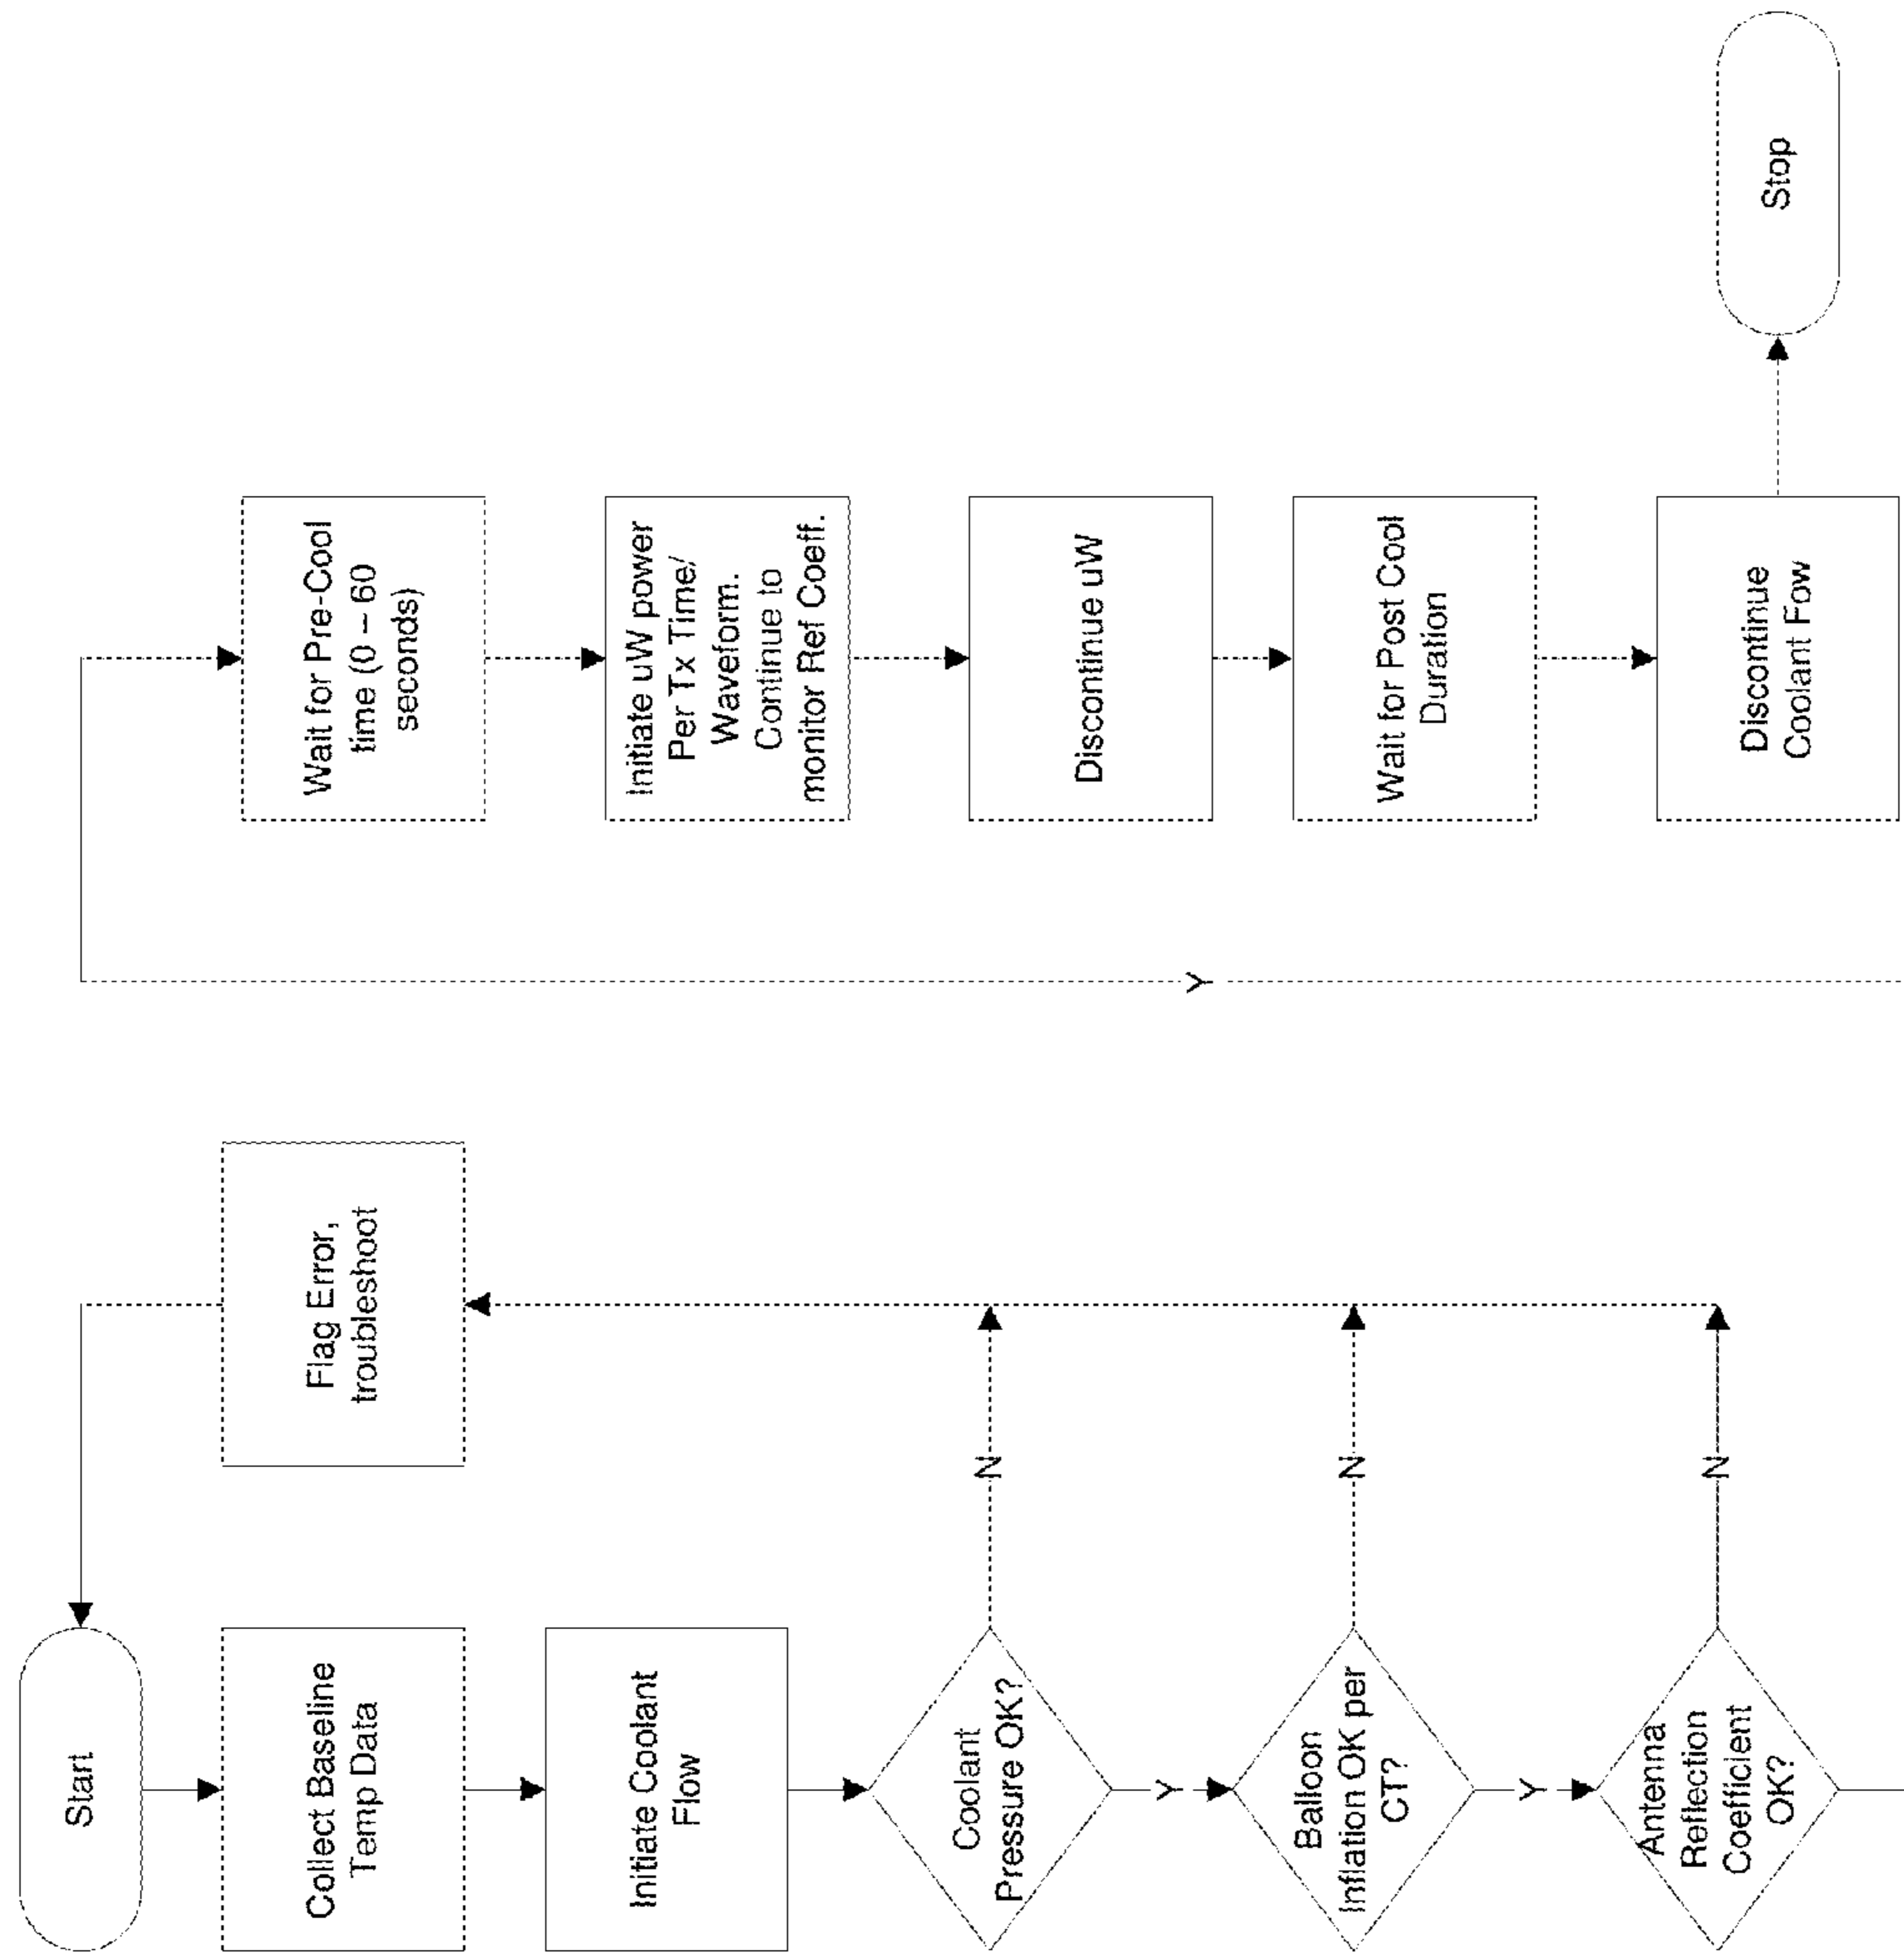 Start
Collect Baseline
Temp Data
Initiate Coolant
Flow
Coolant
Pressure OK?
N
Y
Balloon
Inflation OK per
CT?
N
Y
Antenna
Reflection
Coefficient
OK?
N
Flag Error,
troubleshoot
Y
Wait for Pre-Cool
time (0 – 60
seconds)
Initiate uW power
Per Tx Time/
Waveform.
Continue to
monitor Ref Coeff.
Discontinue uW
Wait for Post Cool
Duration
Discontinue
Coolant Fow
Stop